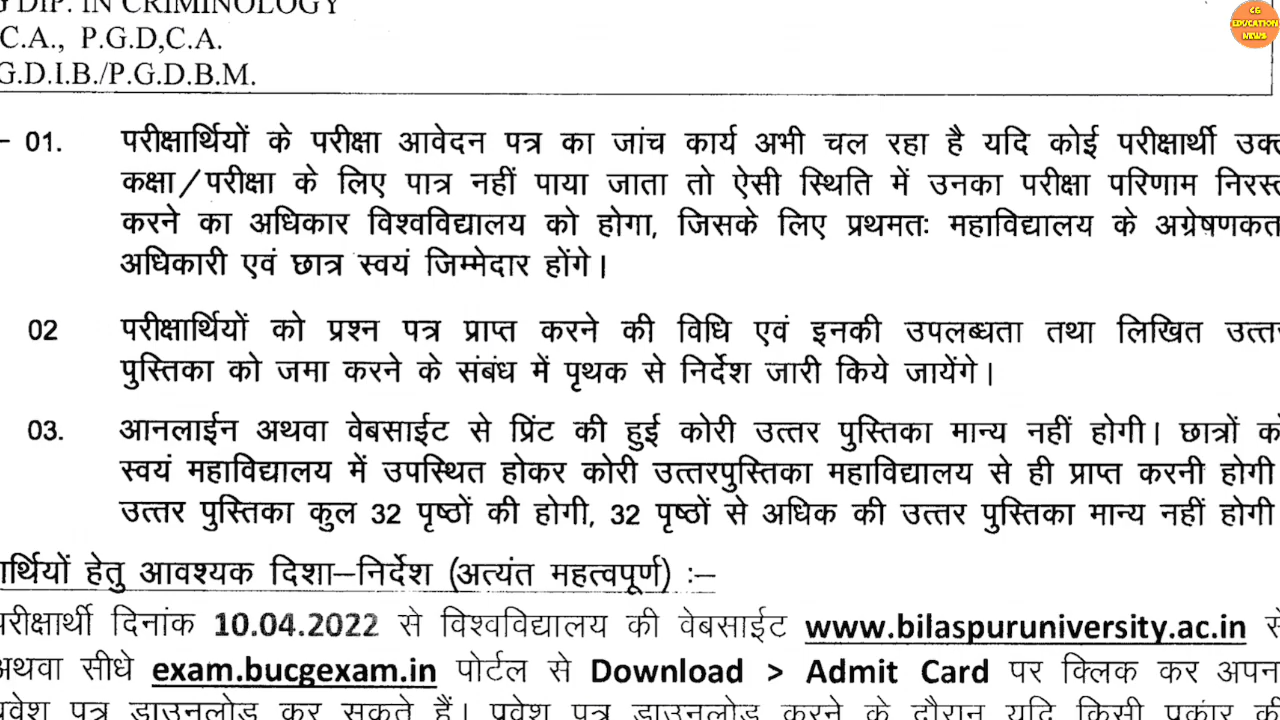 G DIP. IN CRIMINOLOGY
CG
EDUCATION
NEWS
C.A., P.G.D,C.A.
G.D.I.B./P.G.D.B.M.
– 01. परीक्षार्थियों के परीक्षा आवेदन पत्र का जांच कार्य अभी चल रहा है यदि कोई परीक्षार्थी उक्त
कक्षा/परीक्षा के लिए पात्र नहीं पाया जाता तो ऐसी स्थिति में उनका परीक्षा परिणाम निरस्त
करने का अधिकार विश्वविद्यालय को होगा, जिसके लिए प्रथमतः महाविद्यालय के अग्रेषणकत
अधिकारी एवं छात्र स्वयं जिम्मेदार होंगे।
02 परीक्षार्थियों को प्रश्न पत्र प्राप्त करने की विधि एवं इनकी उपलब्धता तथा लिखित उत्तर
पुस्तिका को जमा करने के संबंध में पृथक से निर्देश जारी किये जायेंगे।
03. आनलाईन अथवा वेबसाईट से प्रिंट की हुई कोरी उत्तर पुस्तिका मान्य नहीं होगी। छात्रों को
स्वयं महाविद्यालय में उपस्थित होकर कोरी उत्तरपुस्तिका महाविद्यालय से ही प्राप्त करनी होगी
उत्तर पुस्तिका कुल 32 पृष्ठों की होगी, 32 पृष्ठों से अधिक की उत्तर पुस्तिका मान्य नहीं होगी
ार्थियों हेतु आवश्यक दिशा–निर्देश (अत्यंत महत्वपूर्ण) :–
परीक्षार्थी दिनांक 10.04.2022 से विश्वविद्यालय की वेबसाईट www.bilaspuruniversity.ac.in से
अथवा सीधे exam.bucgexam.in पोर्टल से Download > Admit Card पर क्लिक कर अपन
प्रवेश पत्र डाउनलोड कर सकते हैं। प्रवेश पत्र डाउनलोड करने के दौरान यदि किसी प्रकार की